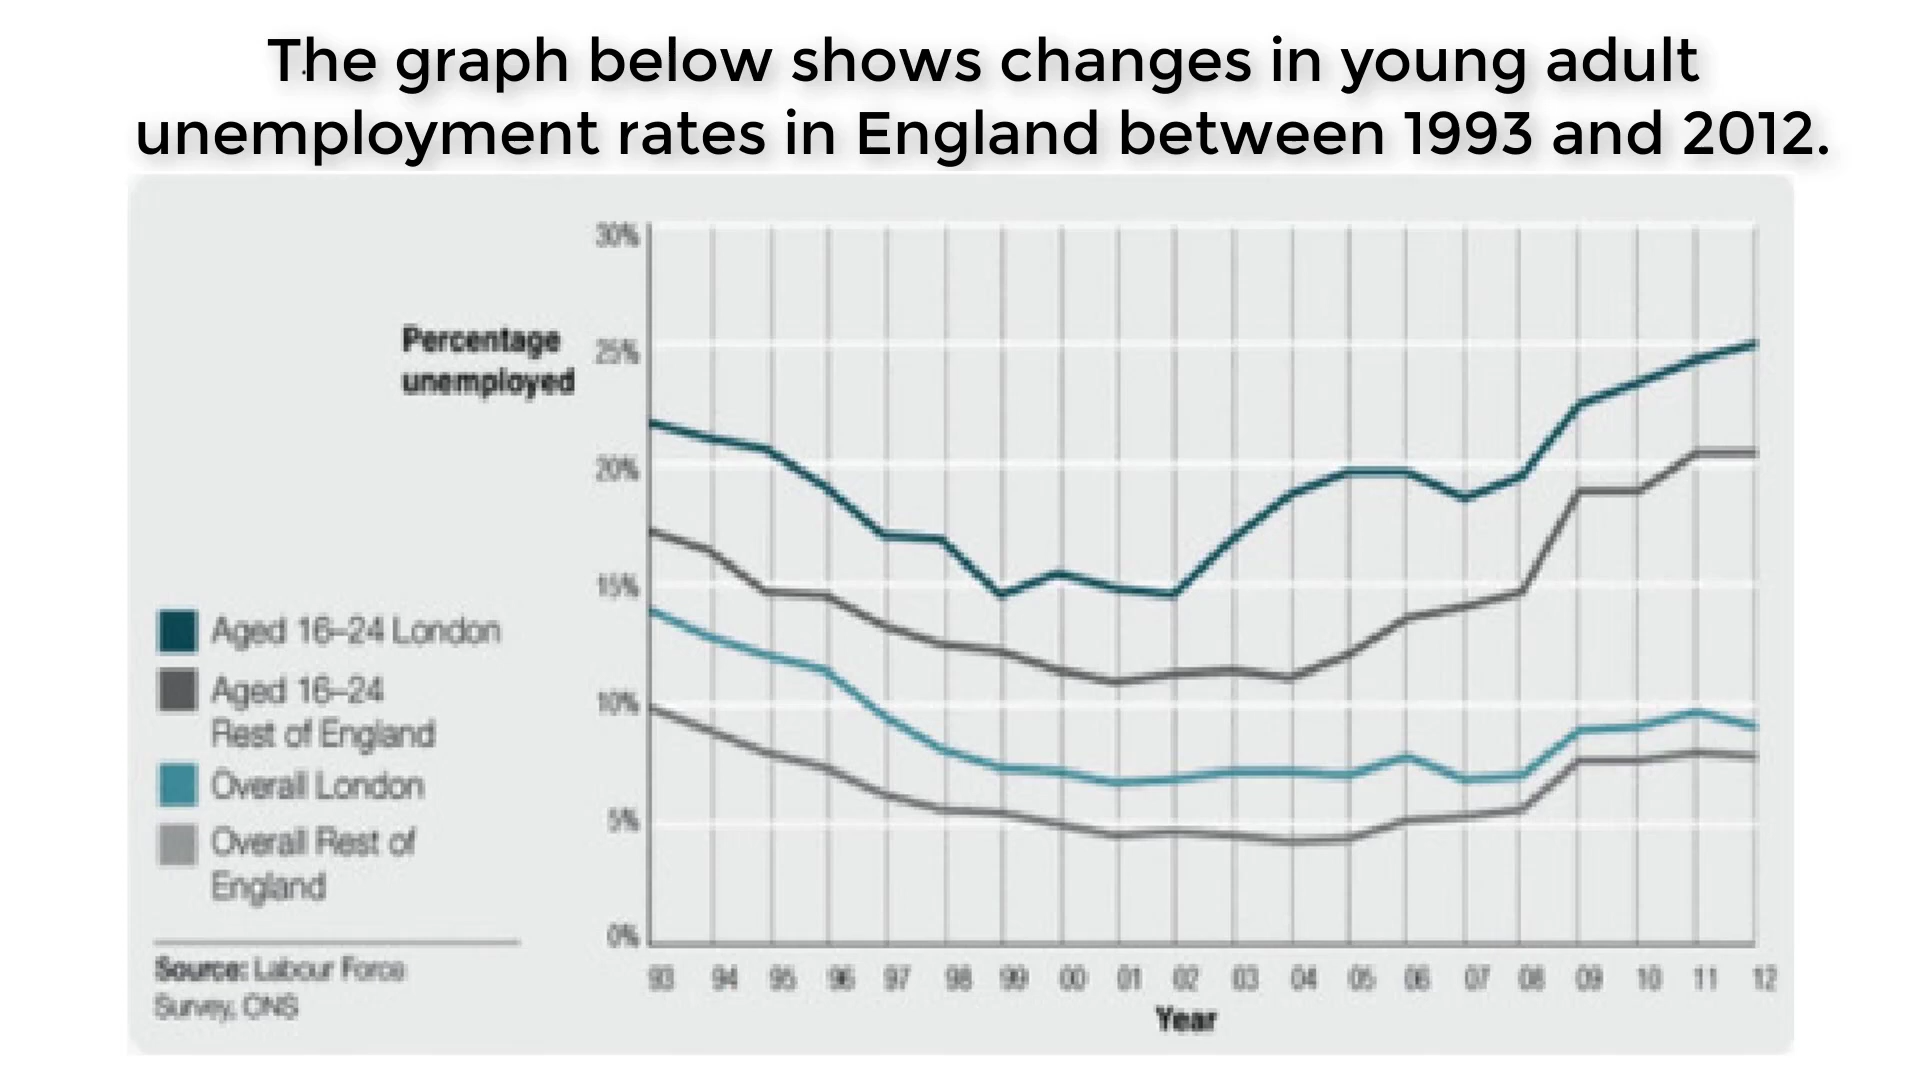 The graph below shows changes in young adult
unemployment rates in England between 1993 and 2012.
30%
Percentage
unemployed
25%
20%
15%
10%
5%
0%
Aged 16–24 London
Aged 16–24
Rest of England
Overall London
Overall Rest of
England
Source: Labour Force
Survey, ONS
93 94 95 96 97 98 99 00 01 02 03 04 05 06 07 08 09 10 11 12
Year